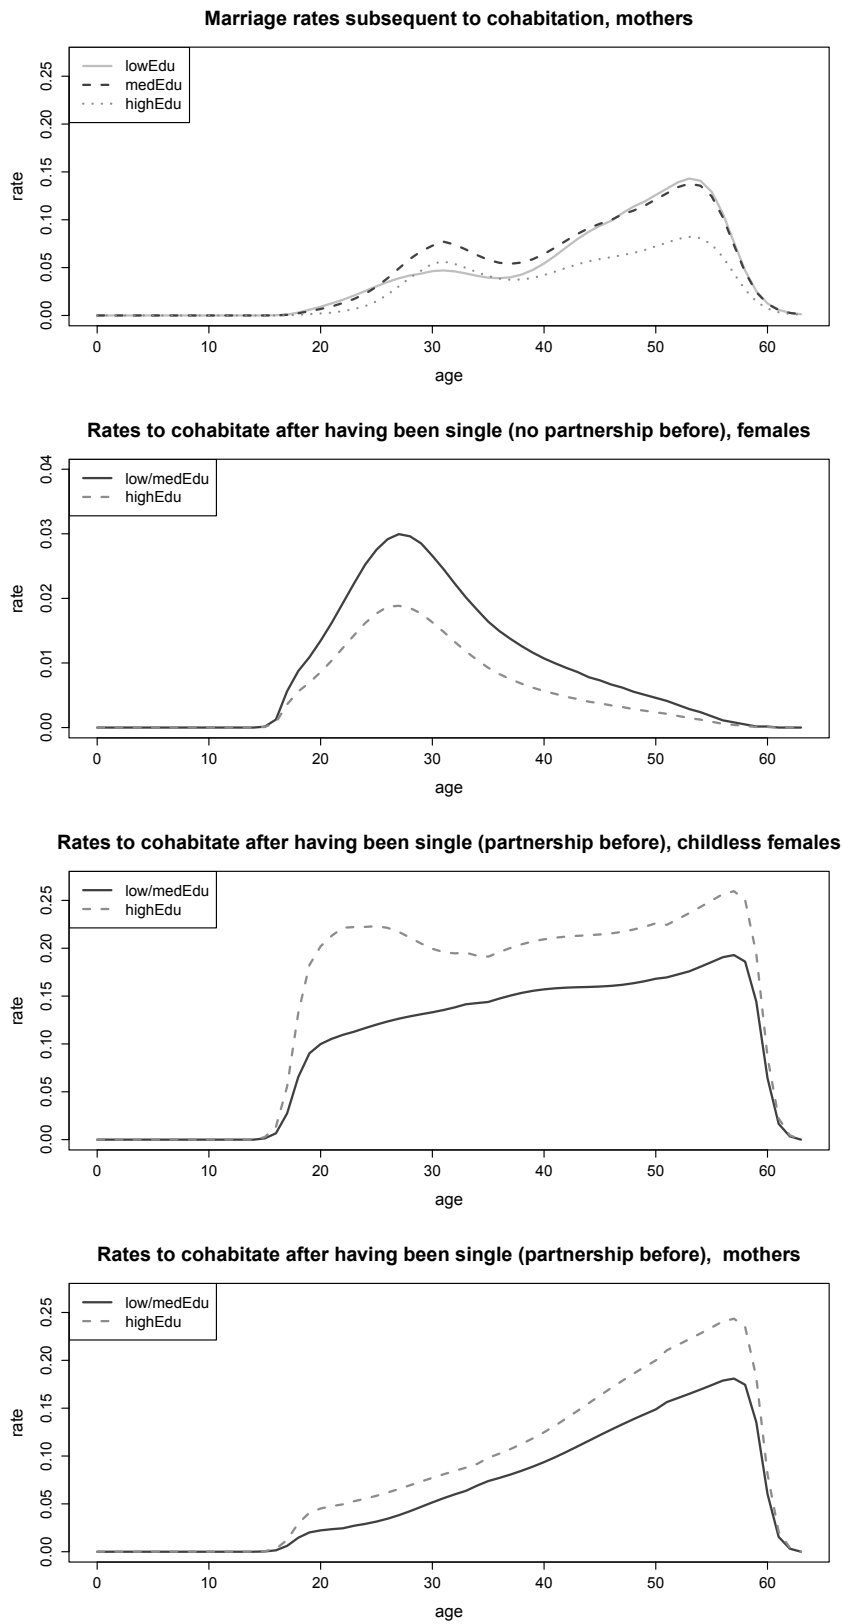 Marriage rates subsequent to cohabitation, mothers
lowEdu
medEdu
highEdu
rate
0.00 0.05 0.10 0.15 0.20 0.25
0 10 20 30 40 50 60
age
Rates to cohabitate after having been single (no partnership before), females
low/medEdu
highEdu
rate
0.00 0.01 0.02 0.03 0.04
0 10 20 30 40 50 60
age
Rates to cohabitate after having been single (partnership before), childless females
low/medEdu
highEdu
rate
0.00 0.05 0.10 0.15 0.20 0.25
0 10 20 30 40 50 60
age
Rates to cohabitate after having been single (partnership before),  mothers
low/medEdu
highEdu
rate
0.00 0.05 0.10 0.15 0.20 0.25
0 10 20 30 40 50 60
age